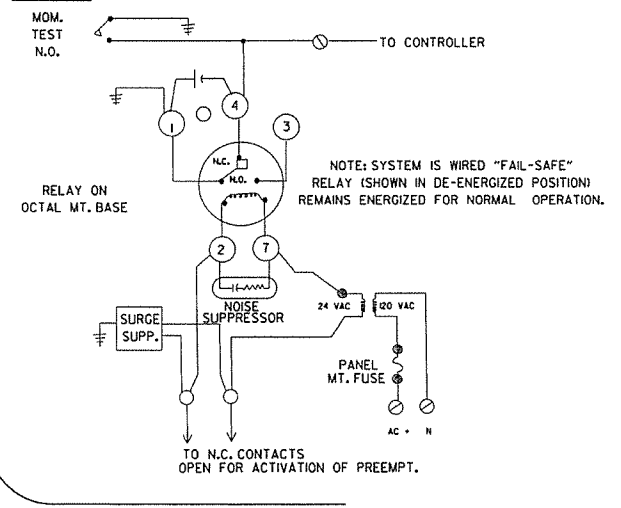 MOM.
TEST
N.O.
TO CONTROLLER
1
4
3
N.C.
N.O.
RELAY ON
OCTAL MT. BASE
NOTE: SYSTEM IS WIRED "FAIL-SAFE"
RELAY (SHOWN IN DE-ENERGIZED POSITION)
REMAINS ENERGIZED FOR NORMAL OPERATION.
2
7
NOISE
SUPPRESSOR
24 VAC
120 VAC
SURGE
SUPP.
PANEL
MT. FUSE
AC +
N
TO N.C. CONTACTS
OPEN FOR ACTIVATION OF PREEMPT.